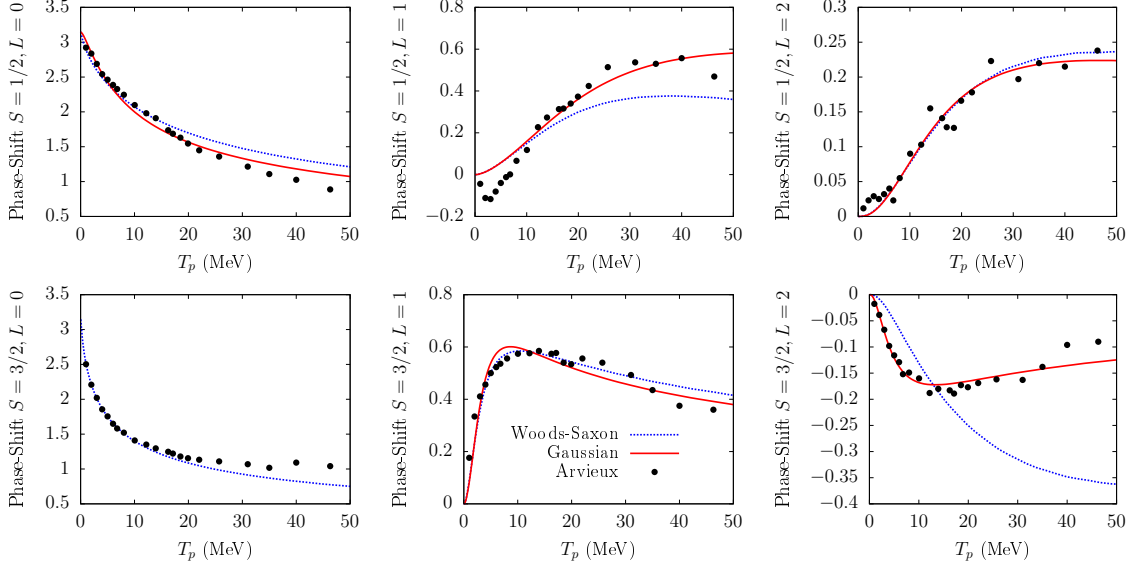 Phase-Shift S = 1/2, L = 0
3.5
3
2.5
2
1.5
1
0.5
0 10 20 30 40 50
T_p (MeV)
Phase-Shift S = 1/2, L = 1
0.8
0.6
0.4
0.2
0
−0.2
0 10 20 30 40 50
T_p (MeV)
Phase-Shift S = 1/2, L = 2
0.3
0.25
0.2
0.15
0.1
0.05
0
0 10 20 30 40 50
T_p (MeV)
Phase-Shift S = 3/2, L = 0
3.5
3
2.5
2
1.5
1
0.5
0 10 20 30 40 50
T_p (MeV)
Phase-Shift S = 3/2, L = 1
0.8
0.6
0.4
0.2
0
Woods-Saxon
Gaussian
Arvieux
0 10 20 30 40 50
T_p (MeV)
Phase-Shift S = 3/2, L = 2
0
−0.05
−0.1
−0.15
−0.2
−0.25
−0.3
−0.35
−0.4
0 10 20 30 40 50
T_p (MeV)